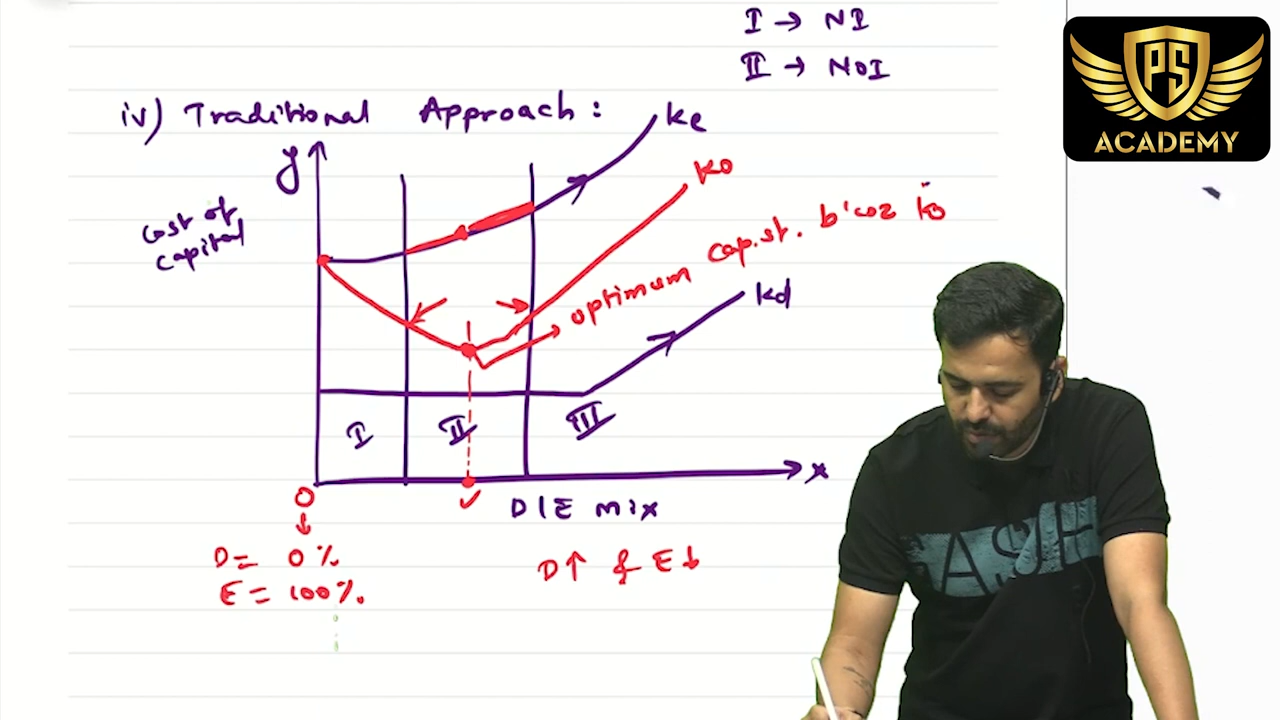 I → NI
II → NOI
PS
ACADEMY
iv) Traditional Approach :
y
cost of
capital
Ke
Ko
optimum cap.st. b'coz ko
Kd
I
II
III
x
O
D/E mix
D = 0%
E = 100%.
D↑ & E↓